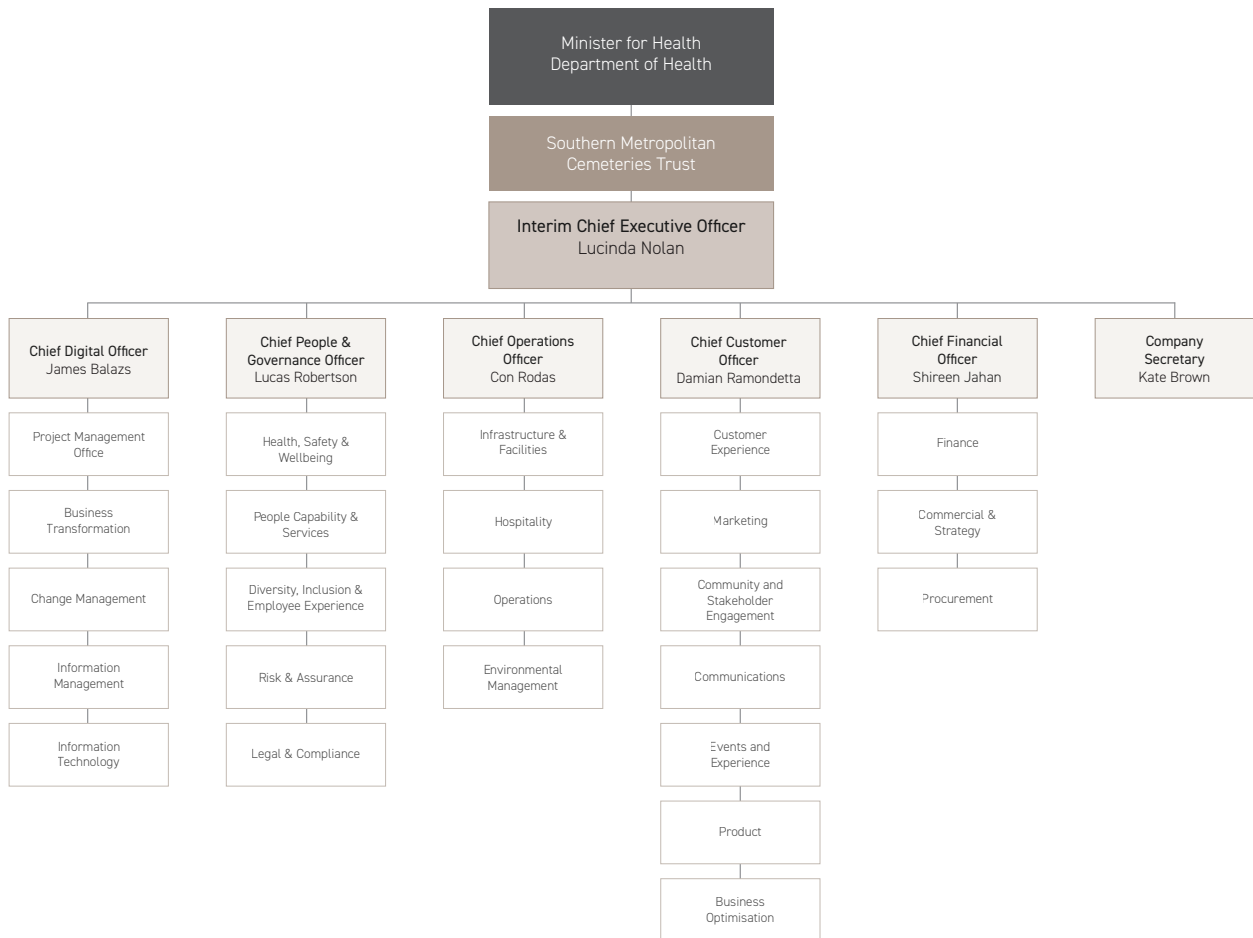 Minister for Health
Department of Health
Southern Metropolitan
Cemeteries Trust
Interim Chief Executive Officer
Lucinda Nolan
Chief Digital Officer
James Balazs
Project Management
Office
Business
Transformation
Change Management
Information
Management
Information
Technology
Chief People &
Governance Officer
Lucas Robertson
Health, Safety &
Wellbeing
People Capability &
Services
Diversity, Inclusion &
Employee Experience
Risk & Assurance
Legal & Compliance
Chief Operations
Officer
Con Rodas
Infrastructure &
Facilities
Hospitality
Operations
Environmental
Management
Chief Customer
Officer
Damian Ramondetta
Customer
Experience
Marketing
Community and
Stakeholder
Engagement
Communications
Events and
Experience
Product
Business
Optimisation
Chief Financial
Officer
Shireen Jahan
Finance
Commercial &
Strategy
Procurement
Company
Secretary
Kate Brown